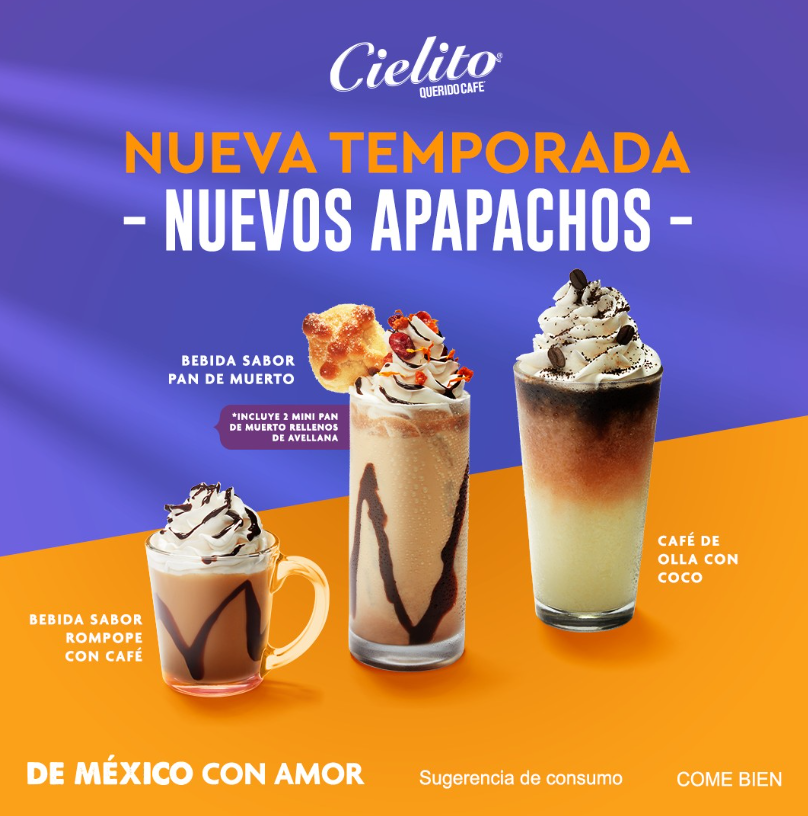 Cielito®
QUERIDO CAFÉ
NUEVA TEMPORADA
- NUEVOS APAPACHOS -
BEBIDA SABOR
PAN DE MUERTO
*INCLUYE 2 MINI PAN
DE MUERTO RELLENOS
DE AVELLANA
CAFÉ DE
OLLA CON
COCO
BEBIDA SABOR
ROMPOPE
CON CAFÉ
DE MÉXICO CON AMOR
Sugerencia de consumo
COME BIEN